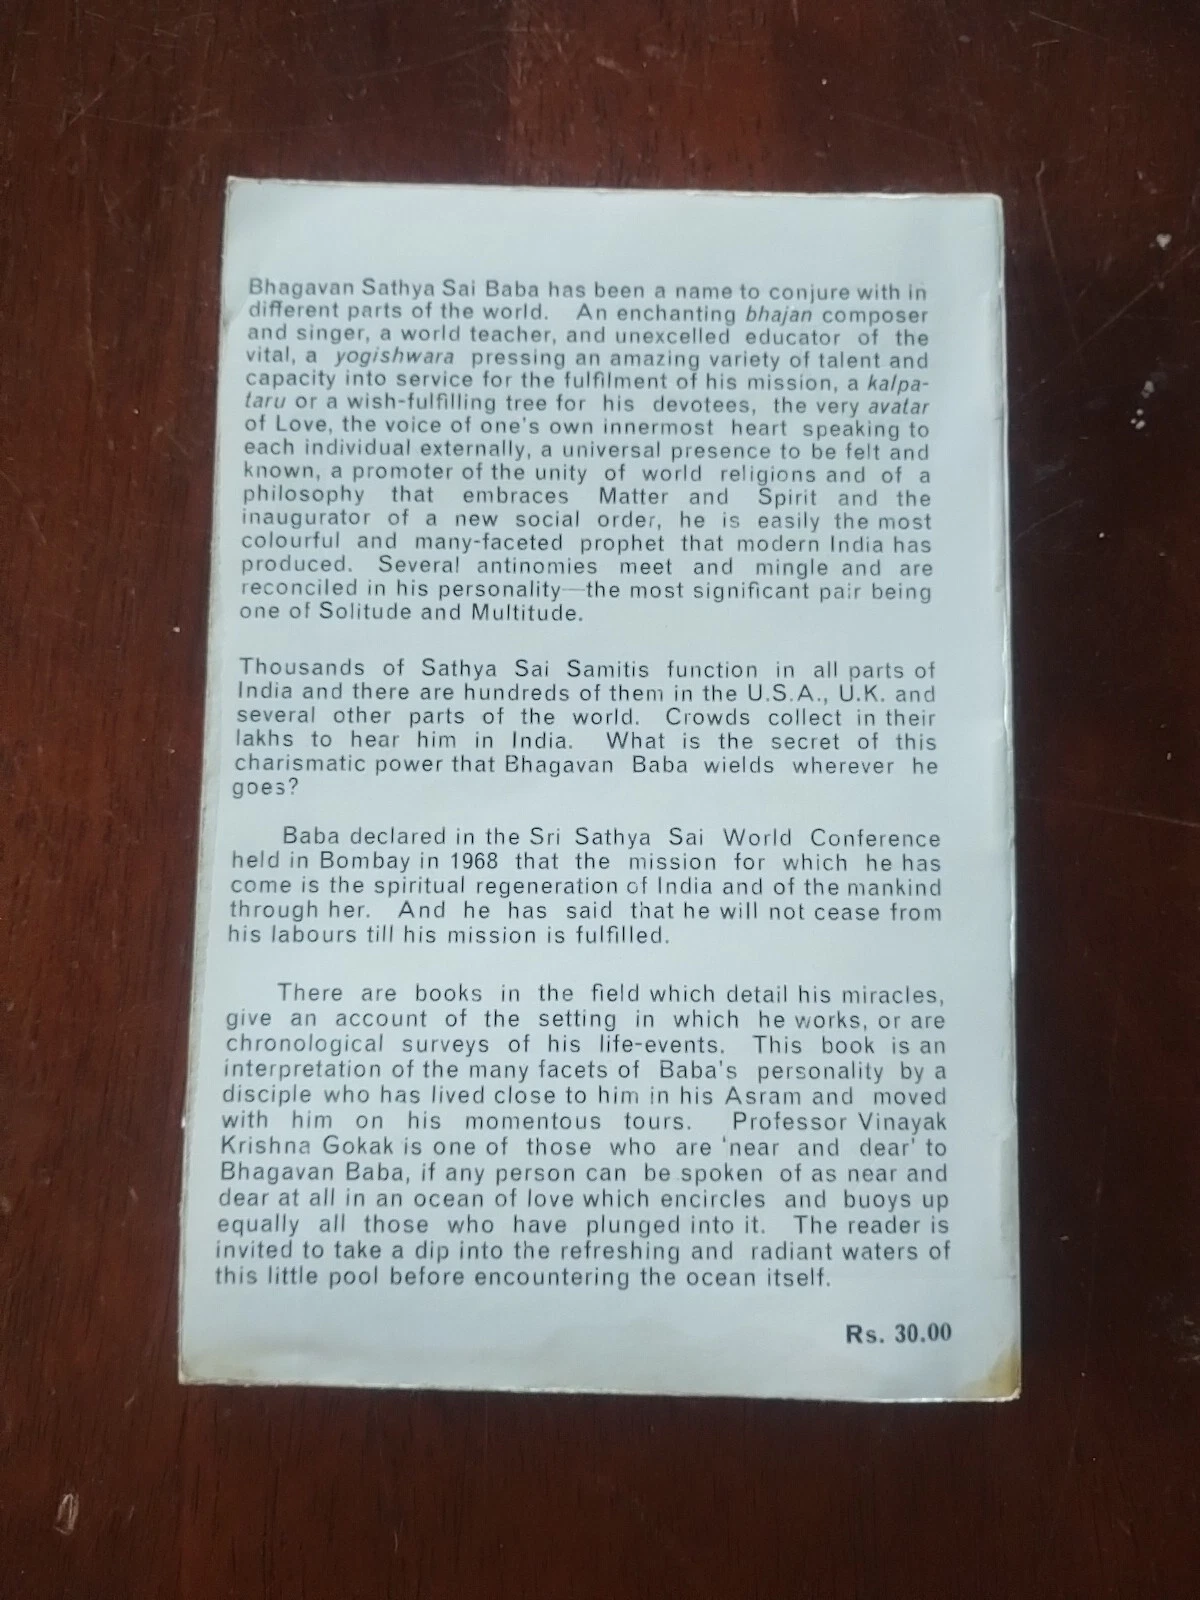 Bhagavan Sathya Sai Baba has been a name to conjure with in
different parts of the world. An enchanting bhajan composer
and singer, a world teacher, and unexcelled educator of the
vital, a yogishwara pressing an amazing variety of talent and
capacity into service for the fulfilment of his mission, a kalpa-
taru or a wish-fulfilling tree for his devotees, the very avatar
of Love, the voice of one's own innermost heart speaking to
each individual externally, a universal presence to be felt and
known, a promoter of the unity of world religions and of a
philosophy that embraces Matter and Spirit and the
inaugurator of a new social order, he is easily the most
colourful and many-faceted prophet that modern India has
produced. Several antinomies meet and mingle and are
reconciled in his personality—the most significant pair being
one of Solitude and Multitude.
Thousands of Sathya Sai Samitis function in all parts of
India and there are hundreds of them in the U.S.A., U.K. and
several other parts of the world. Crowds collect in their
lakhs to hear him in India. What is the secret of this
charismatic power that Bhagavan Baba wields wherever he
goes?
Baba declared in the Sri Sathya Sai World Conference
held in Bombay in 1968 that the mission for which he has
come is the spiritual regeneration of India and of the mankind
through her. And he has said that he will not cease from
his labours till his mission is fulfilled.
There are books in the field which detail his miracles,
give an account of the setting in which he works, or are
chronological surveys of his life-events. This book is an
interpretation of the many facets of Baba's personality by a
disciple who has lived close to him in his Asram and moved
with him on his momentous tours. Professor Vinayak
Krishna Gokak is one of those who are 'near and dear' to
Bhagavan Baba, if any person can be spoken of as near and
dear at all in an ocean of love which encircles and buoys up
equally all those who have plunged into it. The reader is
invited to take a dip into the refreshing and radiant waters of
this little pool before encountering the ocean itself.
Rs. 30.00